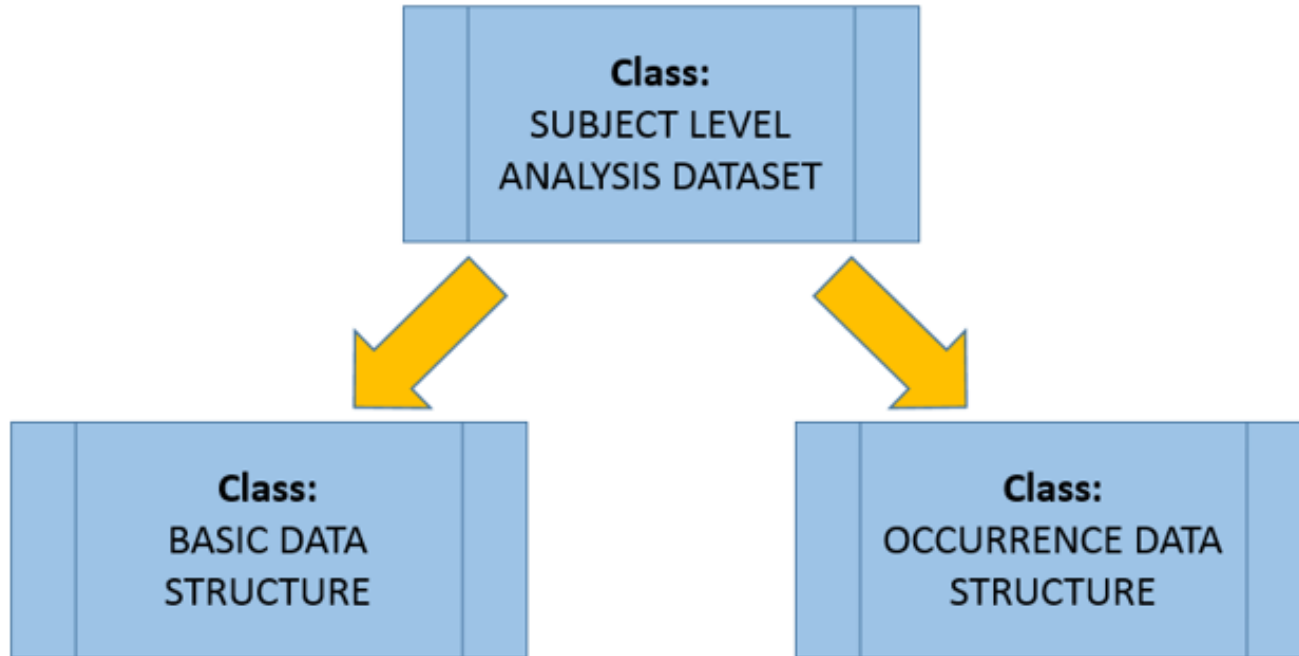 Class:
SUBJECT LEVEL
ANALYSIS DATASET
Class:
BASIC DATA
STRUCTURE
Class:
OCCURRENCE DATA
STRUCTURE